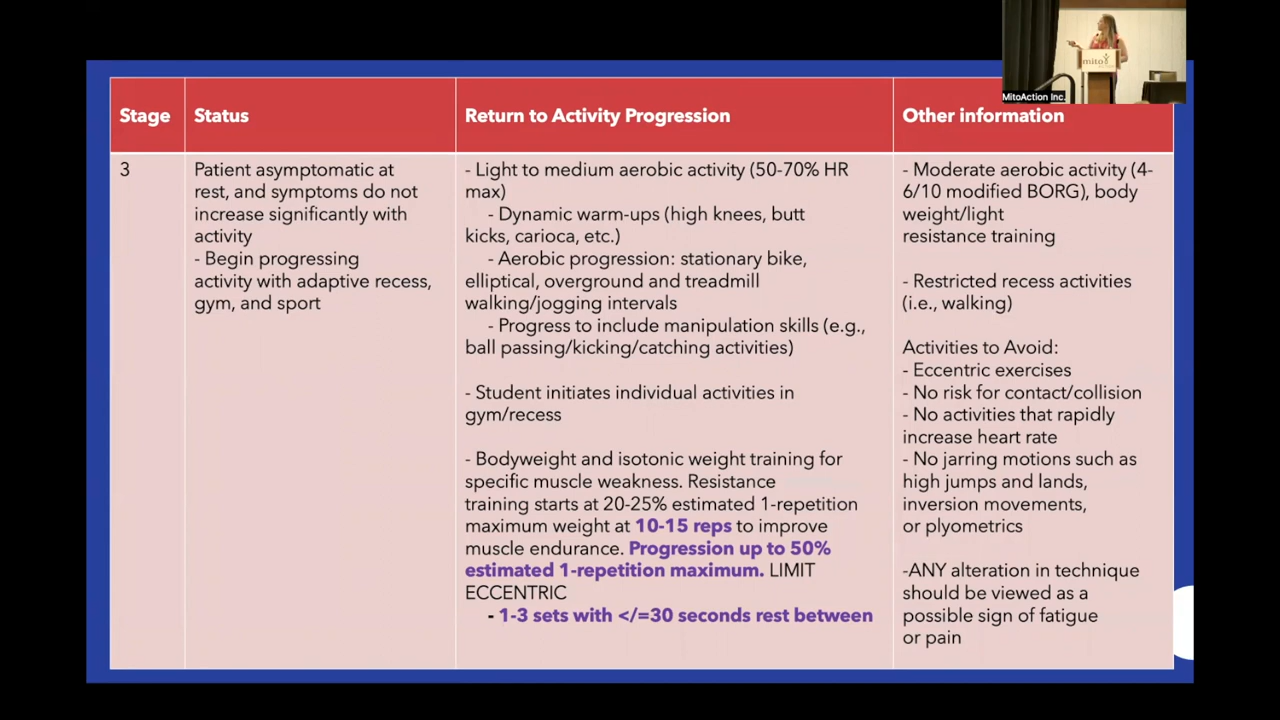 Stage
Status
Return to Activity Progression
Other information
3
Patient asymptomatic at
rest, and symptoms do not
increase significantly with
activity
- Begin progressing
activity with adaptive recess,
gym, and sport
- Light to medium aerobic activity (50-70% HR
max)
- Dynamic warm-ups (high knees, butt
kicks, carioca, etc.)
- Aerobic progression: stationary bike,
elliptical, overground and treadmill
walking/jogging intervals
- Progress to include manipulation skills (e.g.,
ball passing/kicking/catching activities)
- Student initiates individual activities in
gym/recess
- Bodyweight and isotonic weight training for
specific muscle weakness. Resistance
training starts at 20-25% estimated 1-repetition
maximum weight at 10-15 reps to improve
muscle endurance. Progression up to 50%
estimated 1-repetition maximum. LIMIT
ECCENTRIC
- 1-3 sets with </=30 seconds rest between
- Moderate aerobic activity (4-
6/10 modified BORG), body
weight/light
resistance training
- Restricted recess activities
(i.e., walking)
Activities to Avoid:
- Eccentric exercises
- No risk for contact/collision
- No activities that rapidly
increase heart rate
- No jarring motions such as
high jumps and lands,
inversion movements,
or plyometrics
-ANY alteration in technique
should be viewed as a
possible sign of fatigue
or pain
mito
MitoAction Inc.